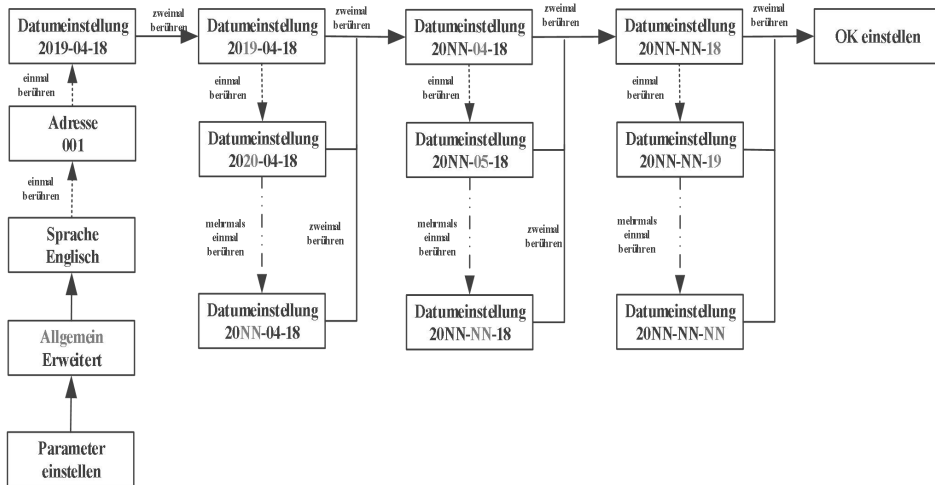 Datumeinstellung
2019-04-18
zweimal
berühren
Datumeinstellung
2019-04-18
zweimal
berühren
Datumeinstellung
20NN-04-18
zweimal
berühren
Datumeinstellung
20NN-NN-18
zweimal
berühren
OK einstellen
einmal
berühren
einmal
berühren
einmal
berühren
einmal
berühren
Adresse
001
Datumeinstellung
2020-04-18
Datumeinstellung
20NN-05-18
Datumeinstellung
20NN-NN-19
einmal
berühren
mehrmals
einmal
berühren
zweimal
berühren
mehrmals
einmal
berühren
zweimal
berühren
mehrmals
einmal
berühren
Sprache
Englisch
Datumeinstellung
20NN-04-18
Datumeinstellung
20NN-NN-18
Datumeinstellung
20NN-NN-NN
Allgemein
Erweitert
Parameter
einstellen